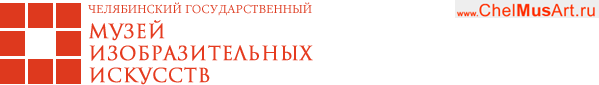 ЧЕЛЯБИНСКИЙ ГОСУДАРСТВЕННЫЙ
МУЗЕЙ
ИЗОБРАЗИТЕЛЬНЫХ
ИСКУССТВ
www.ChelMusArt.ru